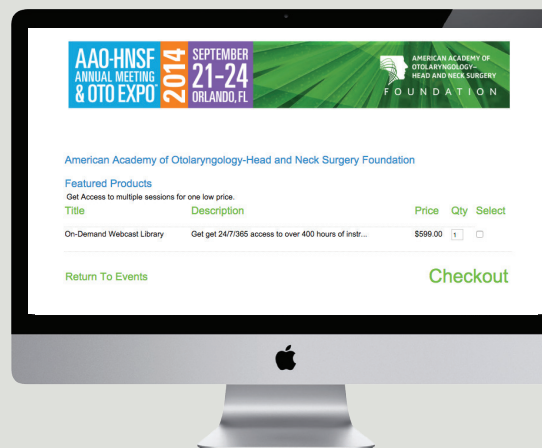 AAO-HNSF
ANNUAL MEETING
& OTO EXPO™
2014
SEPTEMBER
21-24
ORLANDO, FL
AMERICAN ACADEMY OF
OTOLARYNGOLOGY–
HEAD AND NECK SURGERY
FOUNDATION
American Academy of Otolaryngology-Head and Neck Surgery Foundation
Featured Products
Get Access to multiple sessions for one low price.
Title Description Price Qty Select
On-Demand Webcast Library Get get 24/7/365 access to over 400 hours of instr... $599.00 1
Return To Events Checkout